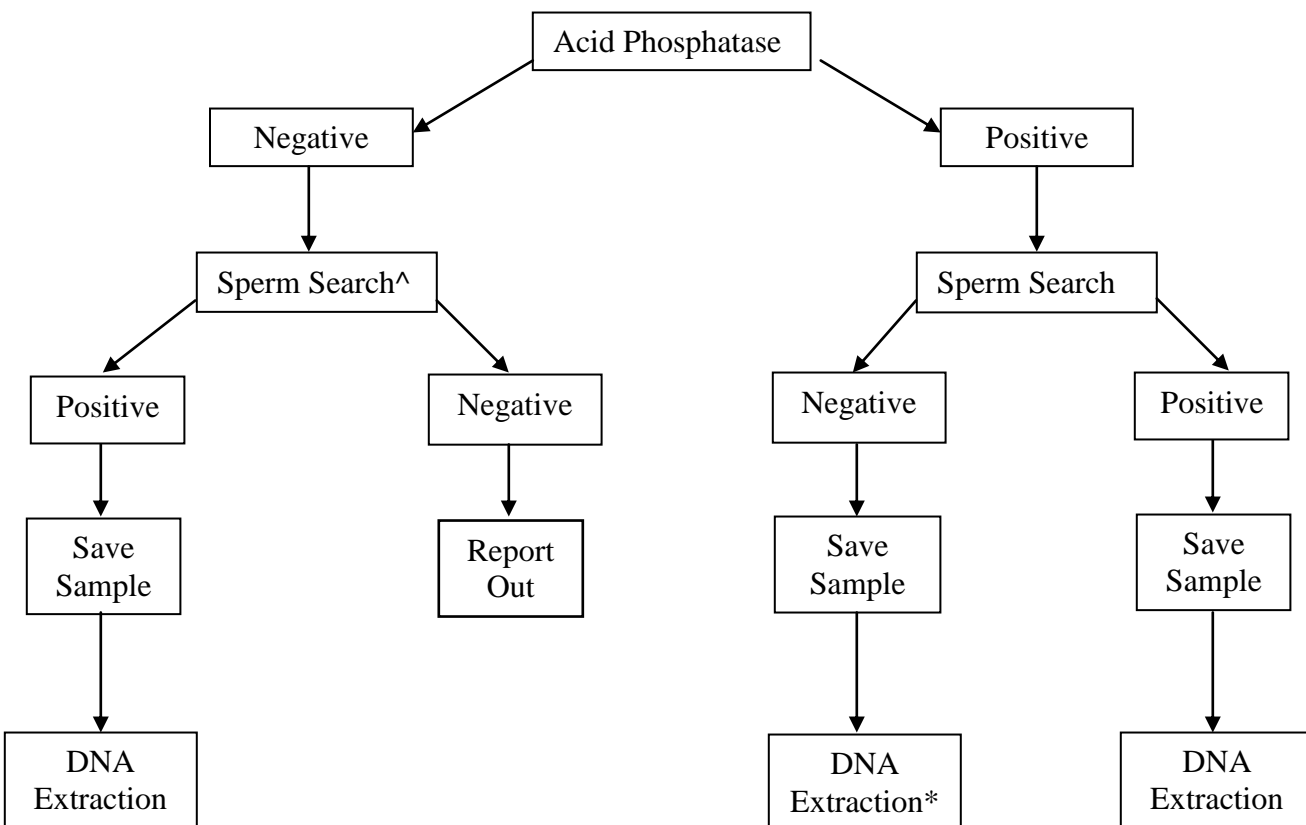 Acid Phosphatase
Negative
Positive
Sperm Search^
Sperm Search
Positive
Negative
Negative
Positive
Save
Sample
Report
Out
Save
Sample
Save
Sample
DNA
Extraction
DNA
Extraction*
DNA
Extraction